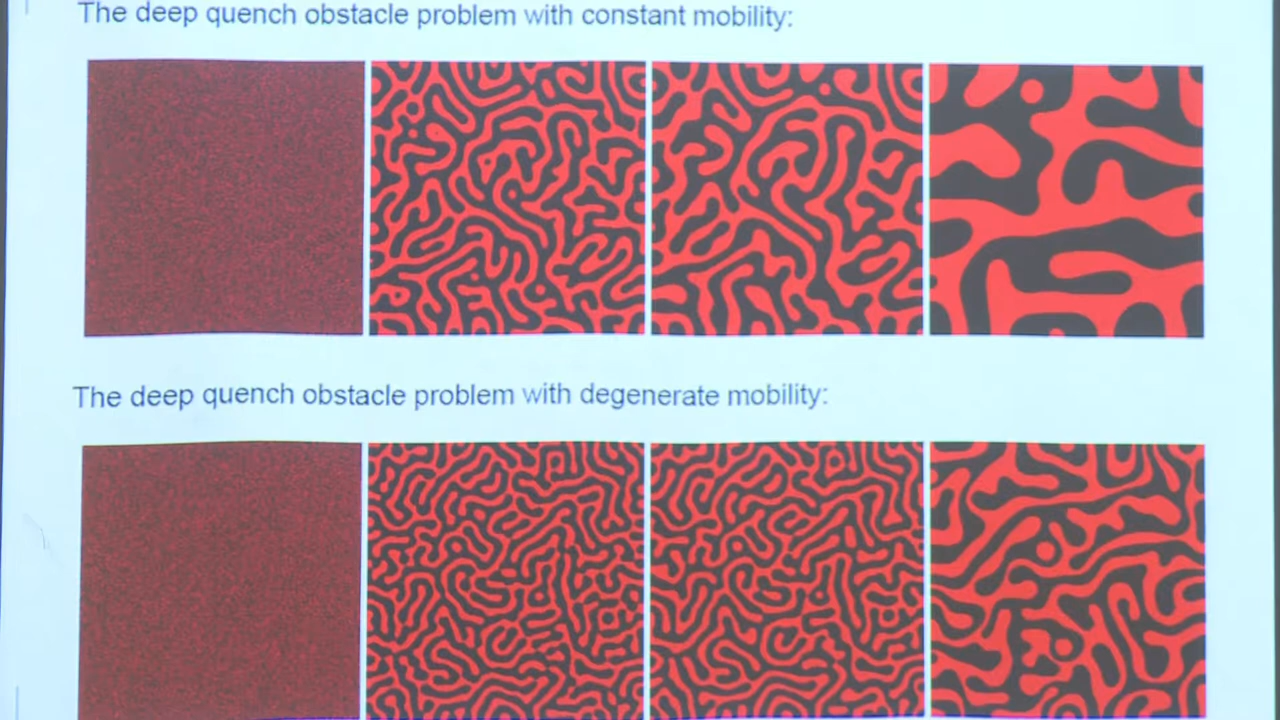 The deep quench obstacle problem with constant mobility:
The deep quench obstacle problem with degenerate mobility: